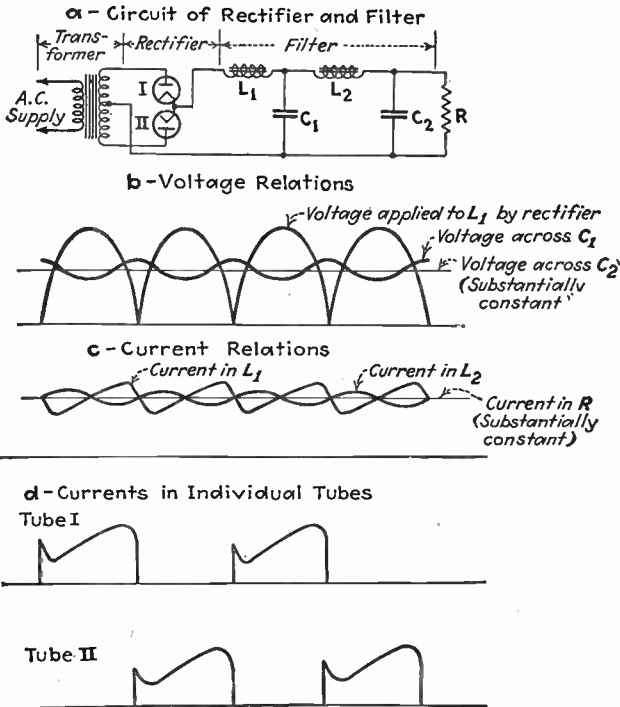 a - Circuit of Rectifier and Filter
Trans-
former
Rectifier
Filter
A.C.
Supply
I
II
L1
L2
C1
C2
R
b - Voltage Relations
Voltage applied to L1 by rectifier
Voltage across C1
Voltage across C2
(Substantially
constant
c - Current Relations
Current in L1
Current in L2
Current in R
(Substantially
constant)
d - Currents in Individual Tubes
Tube I
Tube II